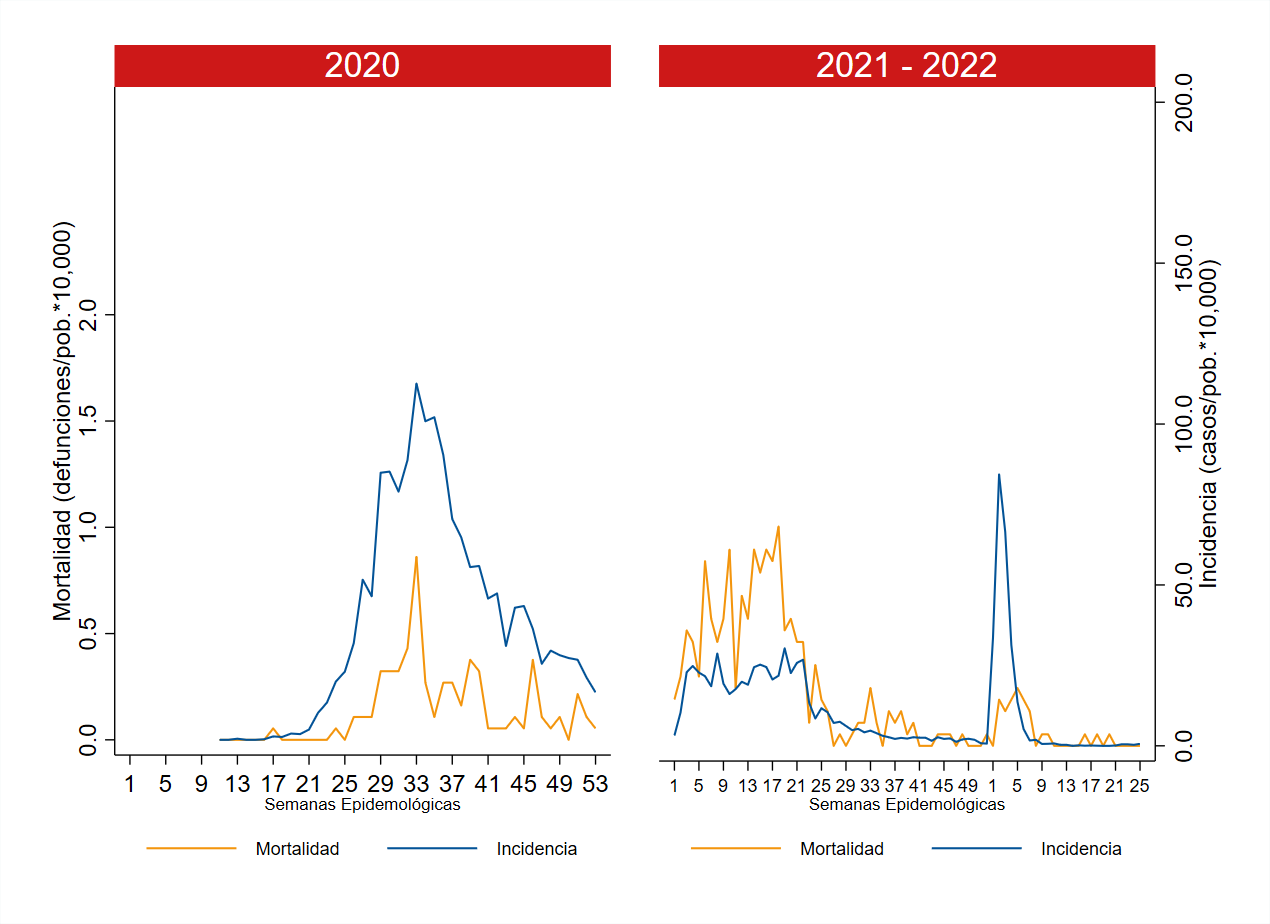 2020
2021 - 2022
Mortalidad (defunciones/pob.*10,000)
2.0
1.5
1.0
0.5
0.0
1 5 9 13 17 21 25 29 33 37 41 45 49 53
Semanas Epidemológicas
Mortalidad Incidencia
200.0
150.0
100.0
50.0
0.0
Incidencia (casos/pob. *10,000)
1 5 9 13 17 21 25 29 33 37 41 45 49 1 5 9 13 17 21 25
Semanas Epidemológicas
Mortalidad Incidencia